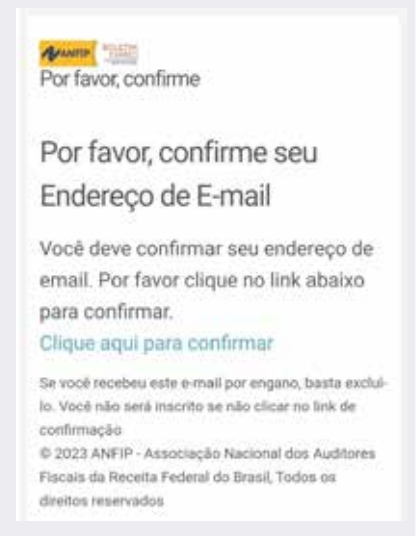 ANFIP
Por favor, confirme
Por favor, confirme seu
Endereço de E-mail
Você deve confirmar seu endereço de
email. Por favor clique no link abaixo
para confirmar.
Clique aqui para confirmar
Se você recebeu este e-mail por engano, basta excluí-
lo. Você não será inscrito se não clicar no link de
confirmação
© 2023 ANFIP - Associação Nacional dos Auditores
Fiscais da Receita Federal do Brasil, Todos os
direitos reservados